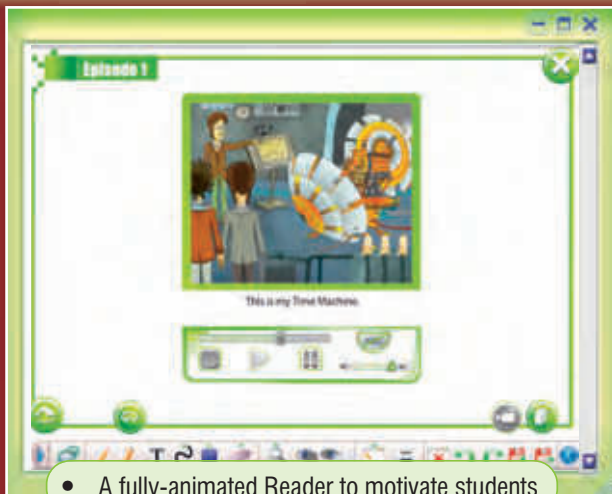 Episode 1
This is my Time Machine.
T
• A fully-animated Reader to motivate students